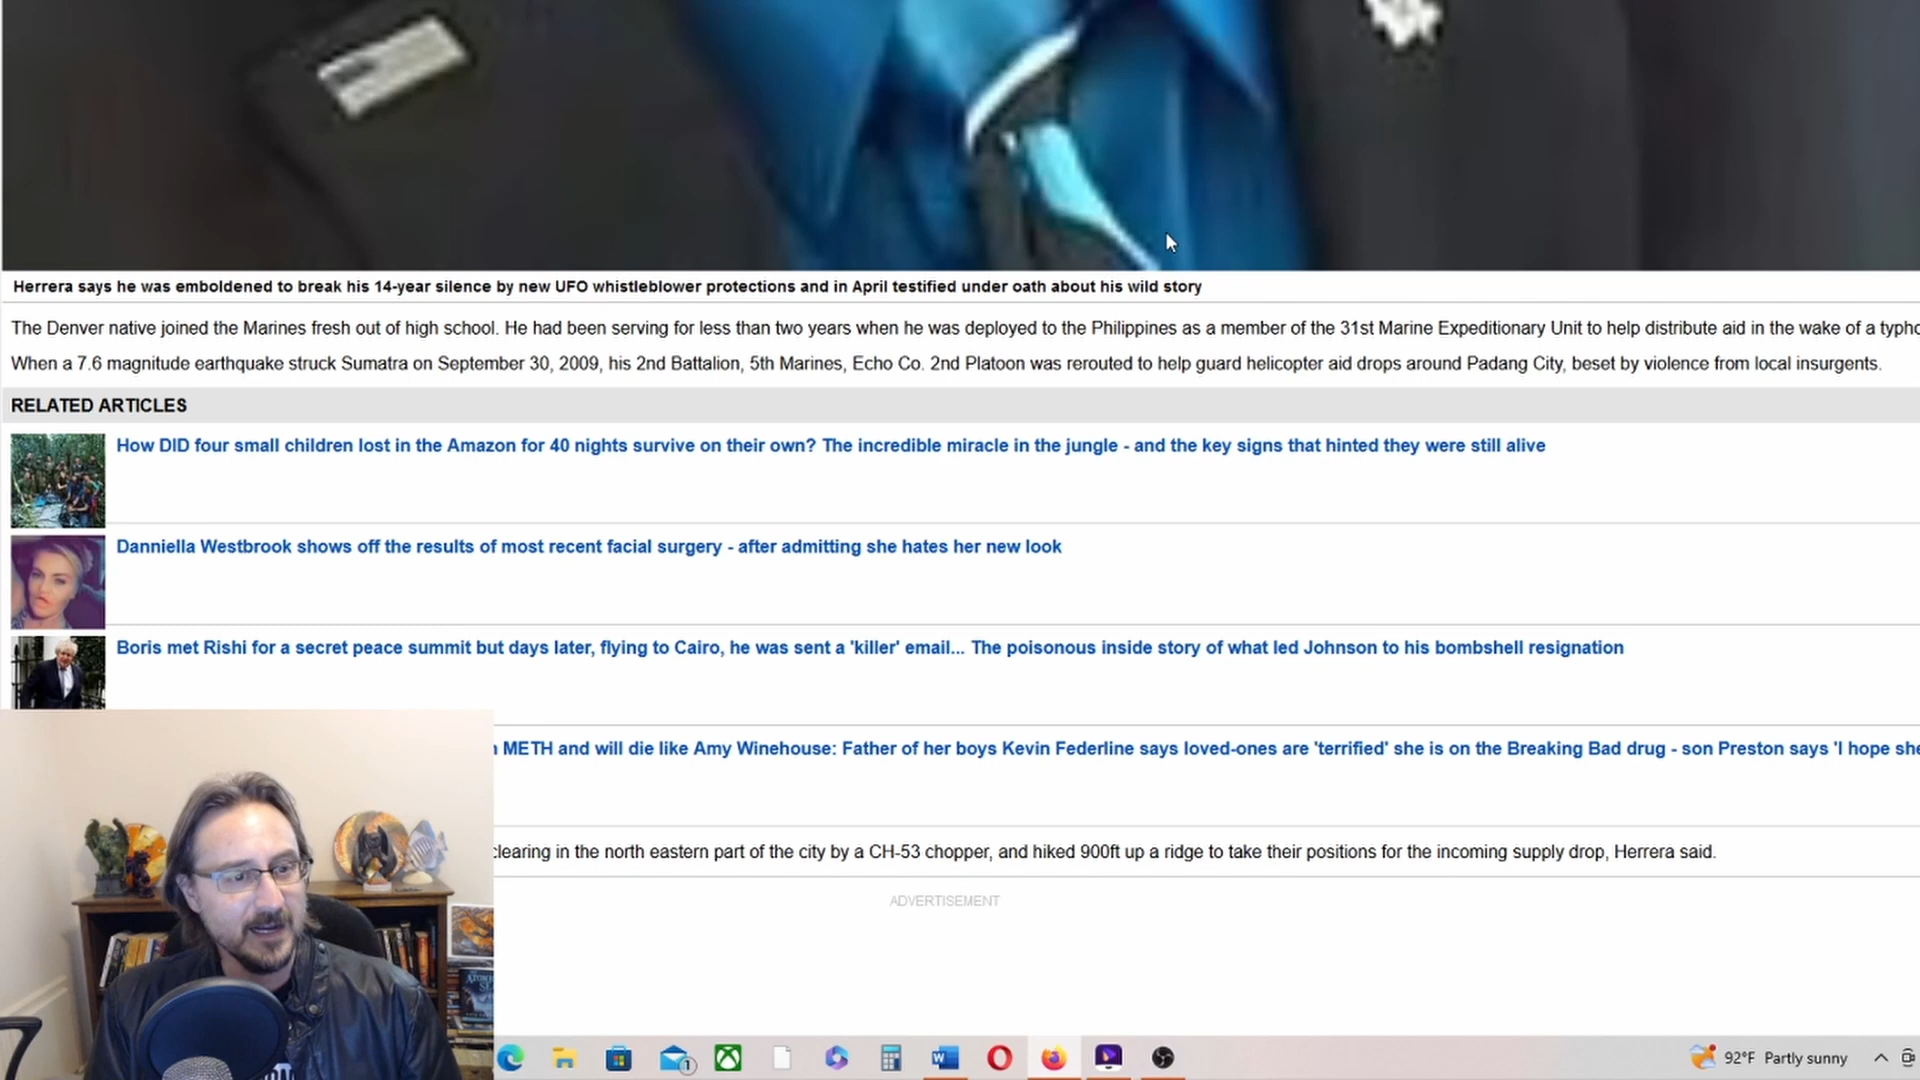 Herrera says he was emboldened to break his 14-year silence by new UFO whistleblower protections and in April testified under oath about his wild story
The Denver native joined the Marines fresh out of high school. He had been serving for less than two years when he was deployed to the Philippines as a member of the 31st Marine Expeditionary Unit to help distribute aid in the wake of a
When a 7.6 magnitude earthquake struck Sumatra on September 30, 2009, his 2nd Battalion, 5th Marines, Echo Co. 2nd Platoon was rerouted to help guard helicopter aid drops around Padang City, beset by violence from local insurgents.
RELATED ARTICLES
How DID four small children lost in the Amazon for 40 nights survive on their own? The incredible miracle in the jungle - and the key signs that hinted they were still alive
Danniella Westbrook shows off the results of most recent facial surgery - after admitting she hates her new look
Boris met Rishi for a secret peace summit but days later, flying to Cairo, he was sent a 'killer' email... The poisonous inside story of what led Johnson to his bombshell resignation
METH and will die like Amy Winehouse: Father of her boys Kevin Federline says loved-ones are 'terrified' she is on the Breaking Bad drug - son Preston says 'I hope she
clearing in the north eastern part of the city by a CH-53 chopper, and hiked 900ft up a ridge to take their positions for the incoming supply drop, Herrera said.
ADVERTISEMENT
1
92°F Partly sunny